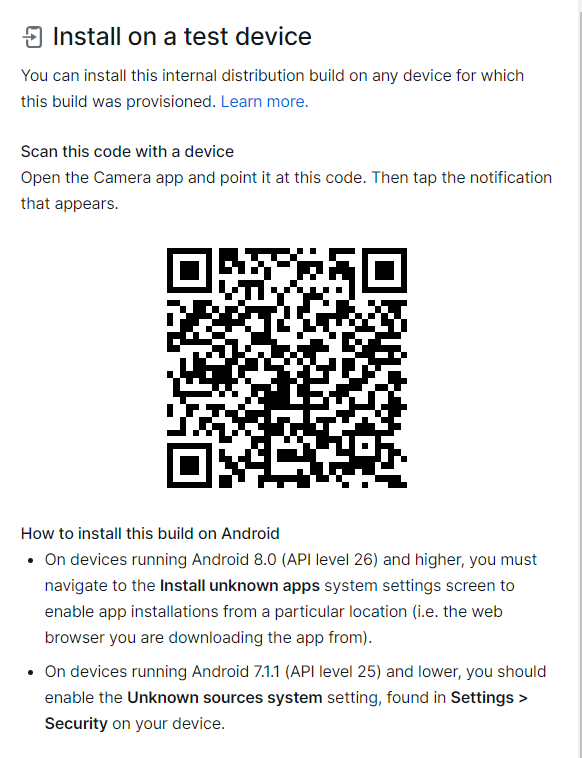 Install on a test device
You can install this internal distribution build on any device for which
this build was provisioned. Learn more.
Scan this code with a device
Open the Camera app and point it at this code. Then tap the notification
that appears.
How to install this build on Android
• On devices running Android 8.0 (API level 26) and higher, you must
navigate to the Install unknown apps system settings screen to
enable app installations from a particular location (i.e. the web
browser you are downloading the app from).
• On devices running Android 7.1.1 (API level 25) and lower, you should
enable the Unknown sources system setting, found in Settings >
Security on your device.